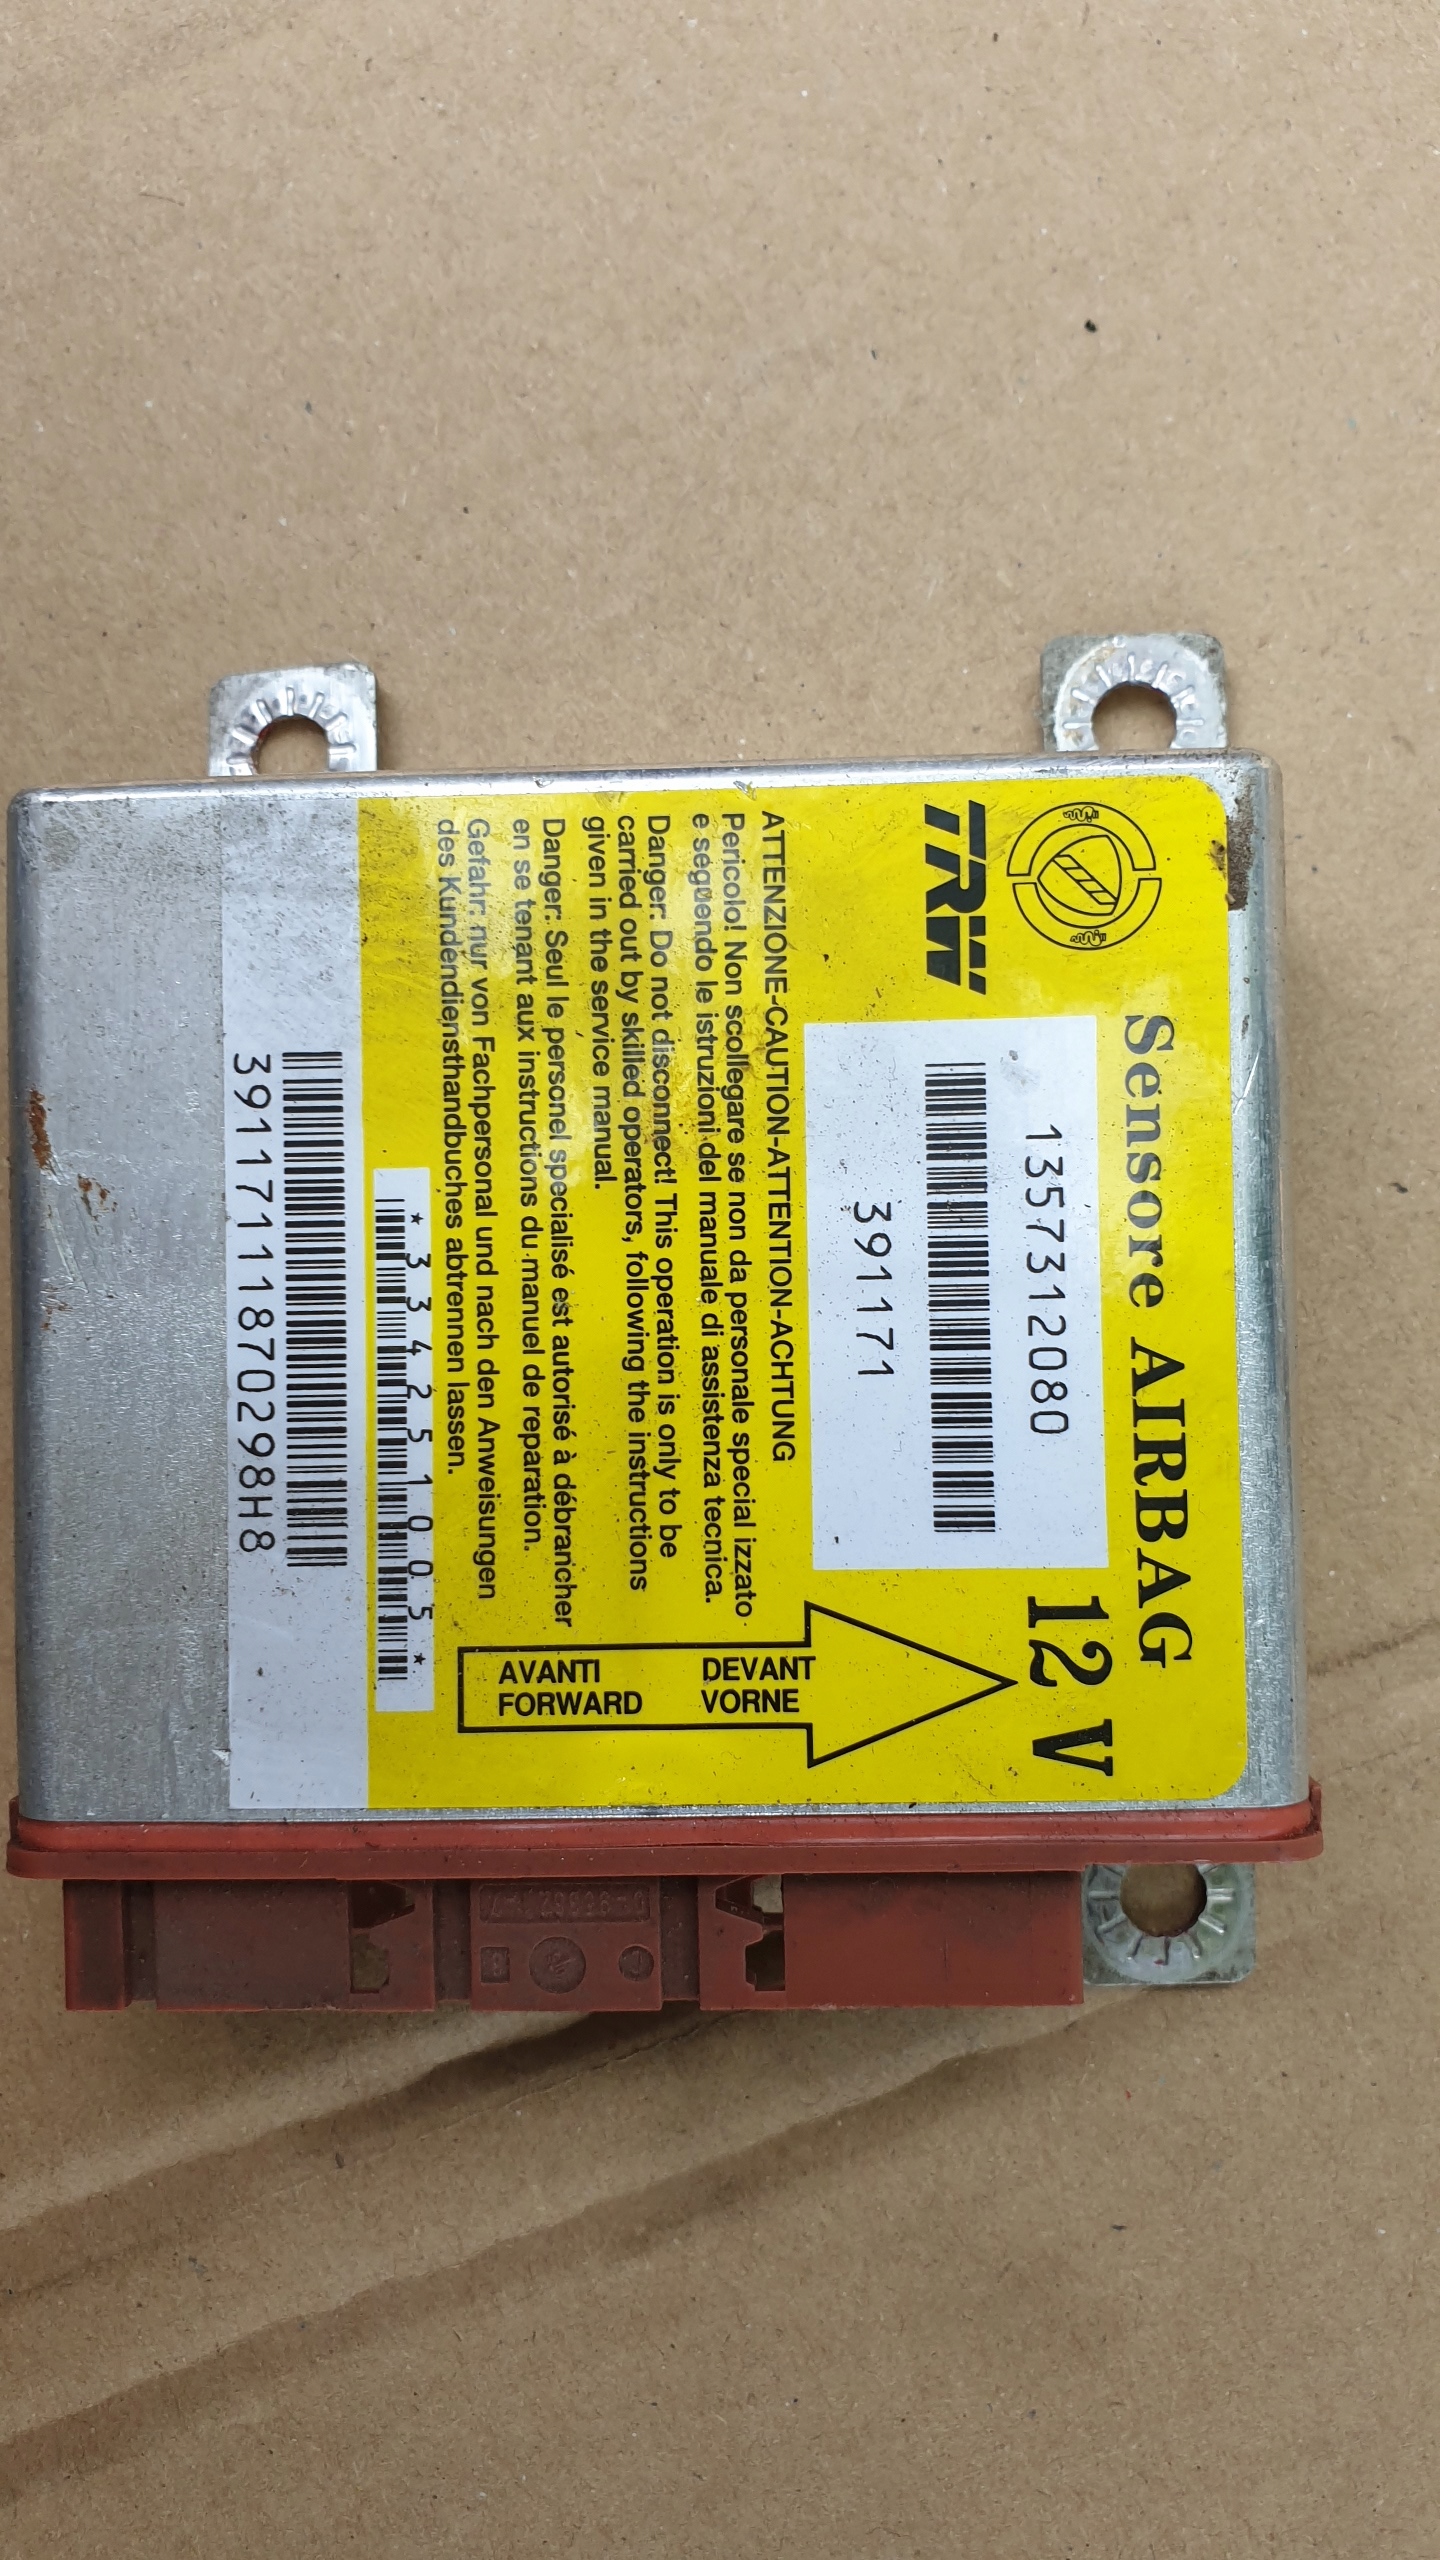 Sensore AIRBAG
12 V
TRW
1357312080
391171
ATTENZIONE-CAUTION-ATTENTION-ACHTUNG
Pericolo! Non scollegare se non da personale special izzato
e seguendo le istruzioni del manuale di assistenza tecnica.
Danger: Do not disconnect! This operation is only to be
carried out by skilled operators, following the instructions
given in the service manual.
Danger: Seul le personel specialisé est autorisé à débrancher
en se tenant aux instructions du manuel de reparation.
Gefahr: nur von Fachpersonal und nach den Anweisungen
des Kundendiensthandbuches abtrennen lassen.
AVANTI DEVANT
FORWARD VORNE
*3342551005*
39117111870298H8